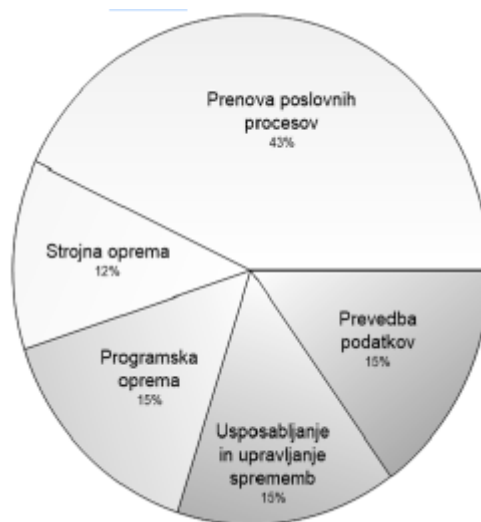 Prenova poslovnih
procesov
43%
Strojna oprema
12%
Prevedba
podatkov
15%
Programska
oprema
15%
Usposabljanje
in upravljanje
sprememb
15%